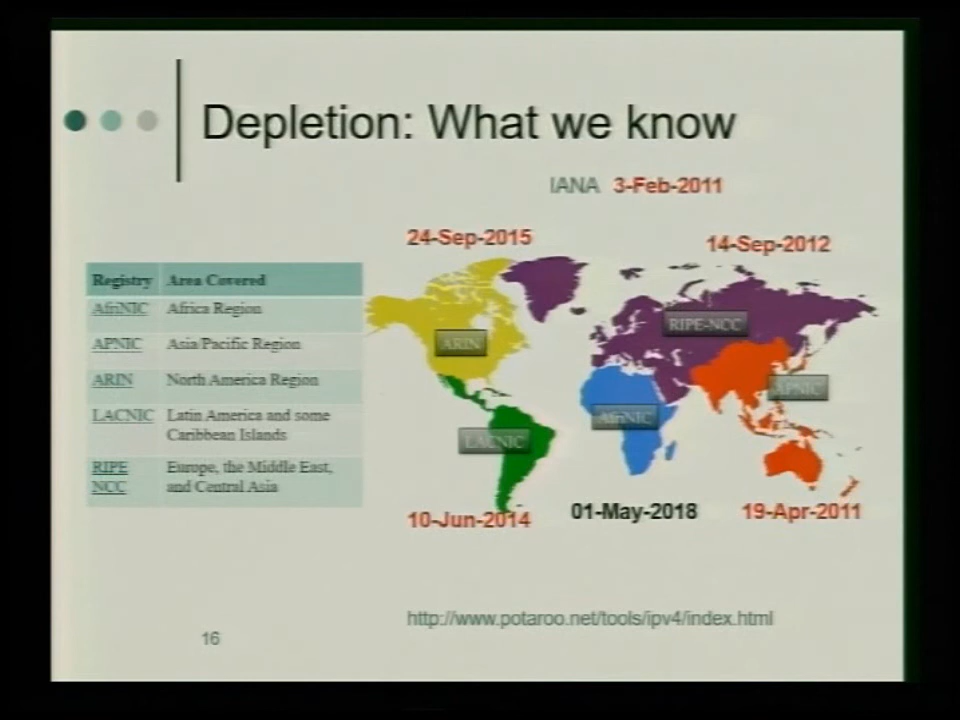 Depletion: What we know
IANA 3-Feb-2011
24-Sep-2015
14-Sep-2012
Registry Area Covered
AfriNIC Africa Region
APNIC Asia/Pacific Region
ARIN North America Region
LACNIC Latin America and some
Caribbean Islands
RIPE Europe, the Middle East,
NCC and Central Asia
ARIN
RIPE-NCC
APNIC
AfriNIC
LACNIC
10-Jun-2014
01-May-2018
19-Apr-2011
http://www.potaroo.net/tools/ipv4/index.html
16